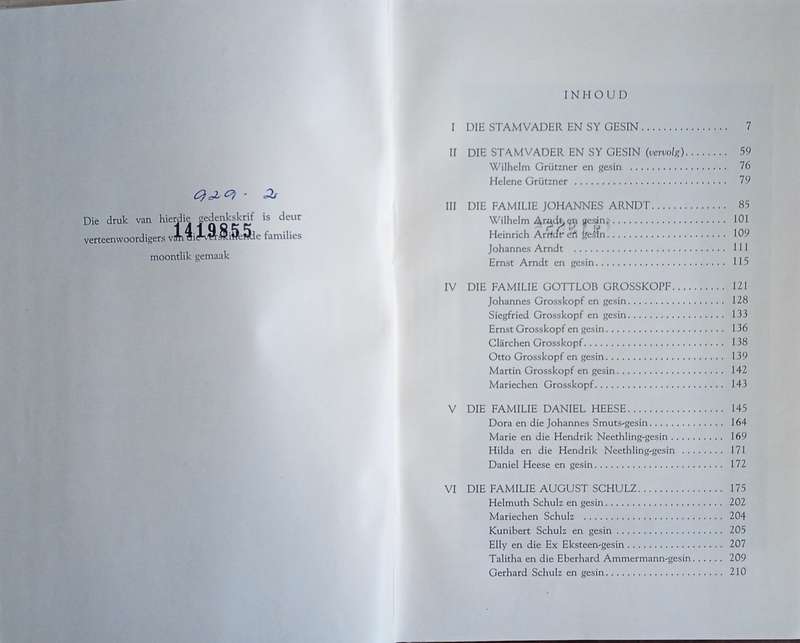 929.2
Die druk van hierdie gedenkskrif is deur
1419855
verteenwoordigers van die verskillende families
moontlik gemaak
INHOUD
I DIE STAMVADER EN SY GESIN................ 7
II DIE STAMVADER EN SY GESIN (vervolg)........ 59
Wilhelm Grützner en gesin .................. 76
Helene Grützner ............................ 79
III DIE FAMILIE JOHANNES ARNDT.............. 85
Wilhelm Arndt en gesin..................... 101
Heinrich Arndt en gesin...................... 109
Johannes Arndt ............................ 111
Ernst Arndt en gesin........................ 115
IV DIE FAMILIE GOTTLOB GROSSKOPF.......... 121
Johannes Grosskopf en gesin.................. 128
Siegfried Grosskopf en gesin.................. 133
Ernst Grosskopf en gesin...................... 136
Clärchen Grosskopf.......................... 138
Otto Grosskopf en gesin...................... 139
Martin Grosskopf en gesin.................... 142
Mariechen Grosskopf........................ 143
V DIE FAMILIE DANIEL HEESE.................. 145
Dora en die Johannes Smuts-gesin.............. 164
Marie en die Hendrik Neethling-gesin.......... 169
Hilda en die Hendrik Neethling-gesin ........ 171
Daniel Heese en gesin........................ 172
VI DIE FAMILIE AUGUST SCHULZ................ 175
Helmuth Schulz en gesin...................... 202
Mariechen Schulz .......................... 204
Kunibert Schulz en gesin .................... 205
Elly en die Ex Eksteen-gesin.................. 207
Talitha en die Eberhard Ammermann-gesin...... 209
Gerhard Schulz en gesin...................... 210